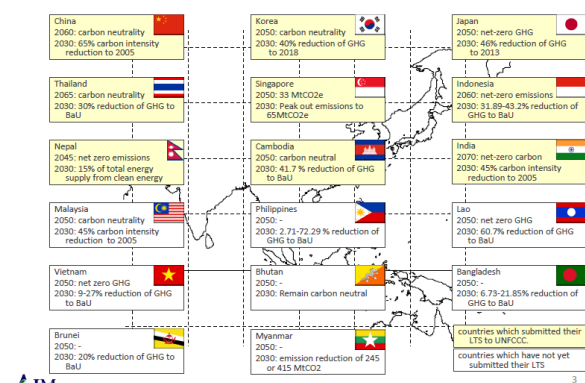 China
2060: carbon neutrality
2030: 65% carbon intensity
reduction to 2005
Korea
2050: carbon neutrality
2030: 40% reduction of GHG
to 2018
Japan
2050: net-zero GHG
2030: 46% reduction of GHG
to 2013
Thailand
2065: carbon neutrality
2030: 30% reduction of GHG to
BaU
Singapore
2050: 33 MtCO2e
2030: Peak out emissions to
65MtCO2e
Indonesia
2060: net-zero emissions
2030: 31.89-43.2% reduction of
GHG to BaU
Nepal
2045: net zero emissions
2030: 15% of total energy
supply from clean energy
Cambodia
2050: carbon neutral
2030: 41.7 % reduction of GHG
to BaU
India
2070: net-zero carbon
2030: 45% carbon intensity
reduction to 2005
Malaysia
2050: carbon neutrality
2030: 45% carbon intensity
reduction to 2005
Philippines
2050: -
2030: 2.71-72.29 % reduction of
GHG to BaU
Lao
2050: net zero GHG
2030: 60.7% reduction of GHG
to BaU
Vietnam
2050: net zero GHG
2030: 9-27% reduction of GHG
to BaU
Bhutan
2050: -
2030: Remain carbon neutral
Bangladesh
2050: -
2030: 6.73-21.85% reduction of
GHG to BaU
Brunei
2050: -
2030: 20% reduction of GHG to
BaU
Myanmar
2050: -
2030: emission reduction of 245
or 415 MtCO2
countries which submitted their
LTS to UNFCCC.
countries which have not yet
submitted their LTS
AIM
3